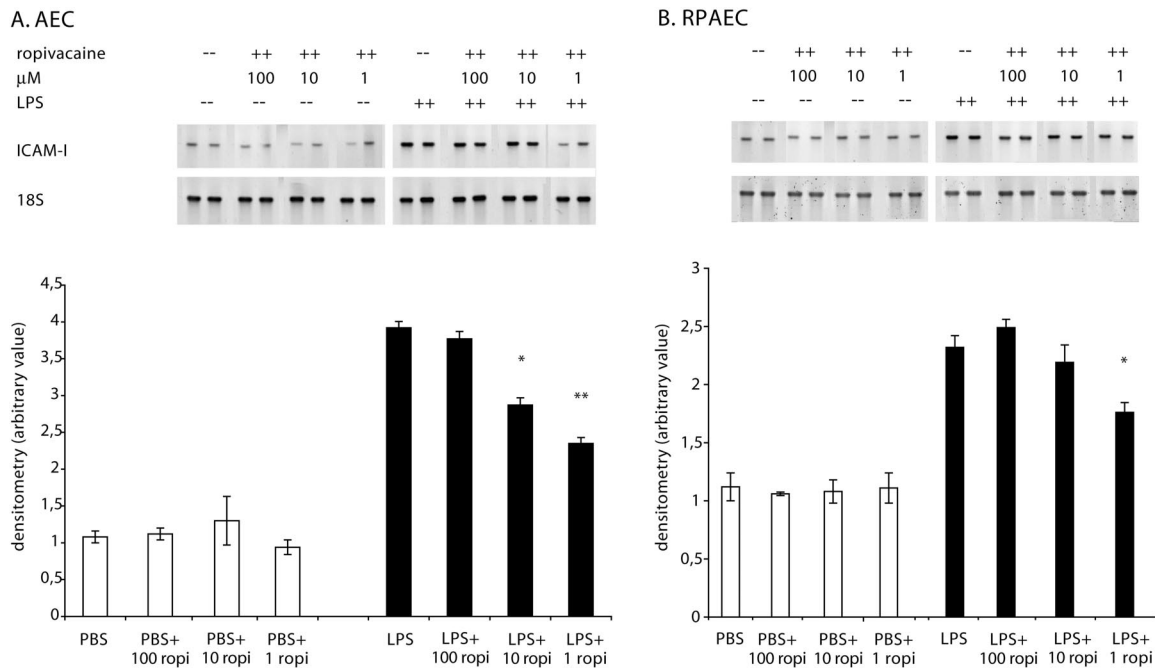 A. AEC
ropivacaine -- ++ ++ ++ -- ++ ++ ++
μM 100 10 1 100 10 1
LPS -- -- -- -- ++ ++ ++ ++
ICAM-I
18S
densitometry (arbitrary value)
4,5
4
3,5
3
2,5
2
1,5
1
0,5
0
* **
PBS PBS+ PBS+ PBS+ LPS LPS+ LPS+ LPS+
100 ropi 10 ropi 1 ropi 100 ropi 10 ropi 1 ropi
B. RPAEC
-- ++ ++ ++ -- ++ ++ ++
100 10 1 100 10 1
-- -- -- -- ++ ++ ++ ++
densitometry (arbitrary value)
3
2,5
2
1,5
1
0,5
0
*
PBS PBS+ PBS+ PBS+ LPS LPS+ LPS+ LPS+
100 ropi 10 ropi 1 ropi 100 ropi 10 ropi 1 ropi